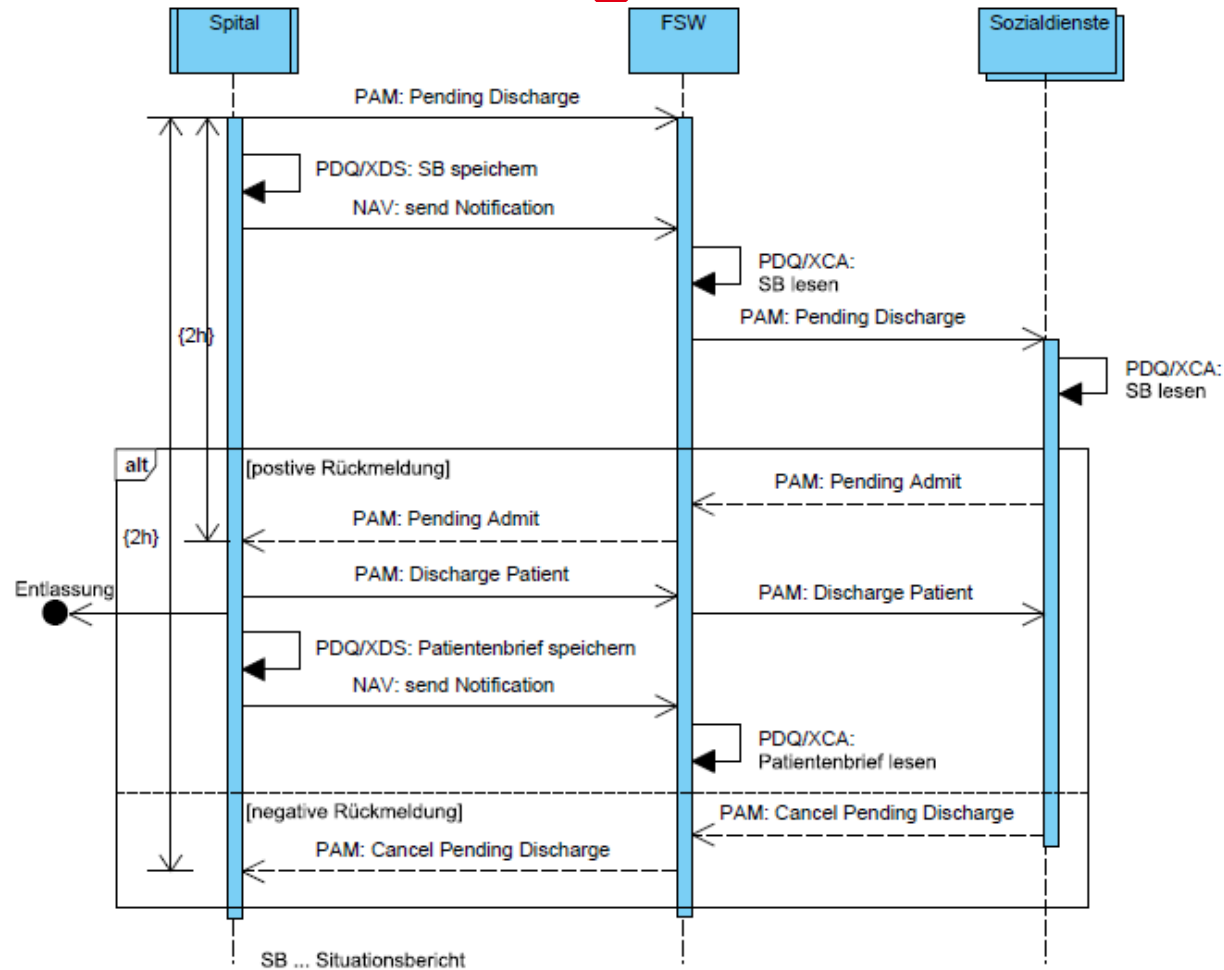 Spital
FSW
Sozialdienste
PAM: Pending Discharge
PDQ/XDS: SB speichern
NAV: send Notification
PDQ/XCA:
SB lesen
PAM: Pending Discharge
{2h}
PDQ/XCA:
SB lesen
alt
[postive Rückmeldung]
PAM: Pending Admit
PAM: Pending Admit
{2h}
PAM: Discharge Patient
Entlassung
PAM: Discharge Patient
PDQ/XDS: Patientenbrief speichern
NAV: send Notification
PDQ/XCA:
Patientenbrief lesen
[negative Rückmeldung]
PAM: Cancel Pending Discharge
PAM: Cancel Pending Discharge
SB ... Situationsbericht